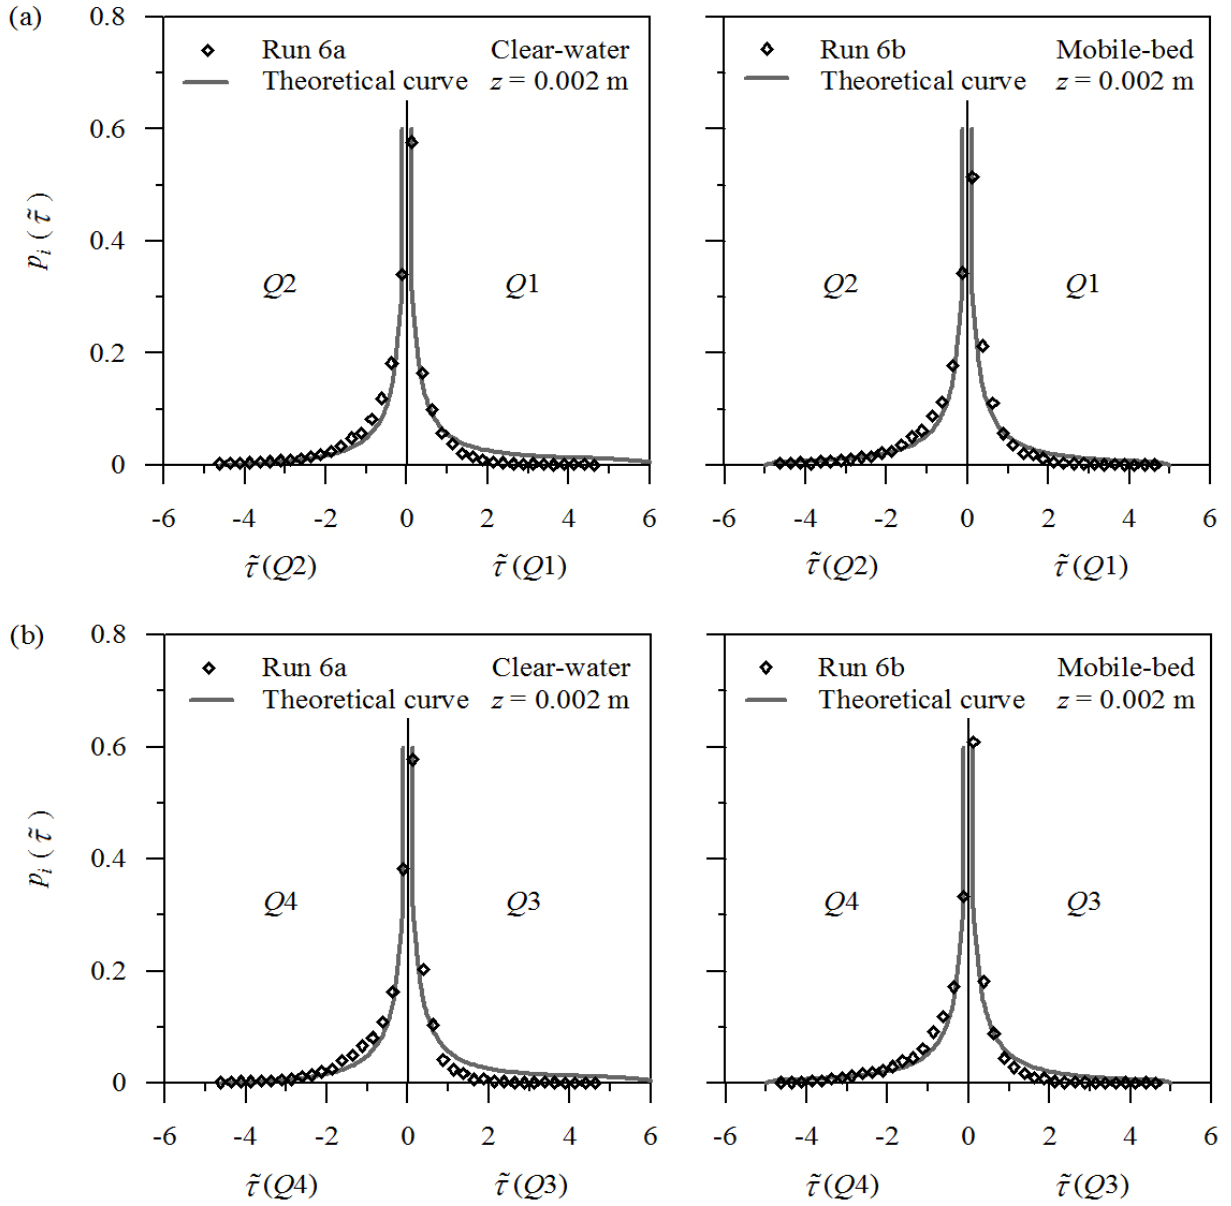 (a)
0.8
Run 6a Clear-water
Theoretical curve z = 0.002 m
0.6
0.4
0.2
0
p_i (τ̃)
Q2 Q1
-6 -4 -2 0 2 4 6
τ̃ (Q2) τ̃ (Q1)
Run 6b Mobile-bed
Theoretical curve z = 0.002 m
Q2 Q1
-6 -4 -2 0 2 4 6
τ̃ (Q2) τ̃ (Q1)
(b)
0.8
Run 6a Clear-water
Theoretical curve z = 0.002 m
0.6
0.4
0.2
0
p_i (τ̃)
Q4 Q3
-6 -4 -2 0 2 4 6
τ̃ (Q4) τ̃ (Q3)
Run 6b Mobile-bed
Theoretical curve z = 0.002 m
Q4 Q3
-6 -4 -2 0 2 4 6
τ̃ (Q4) τ̃ (Q3)